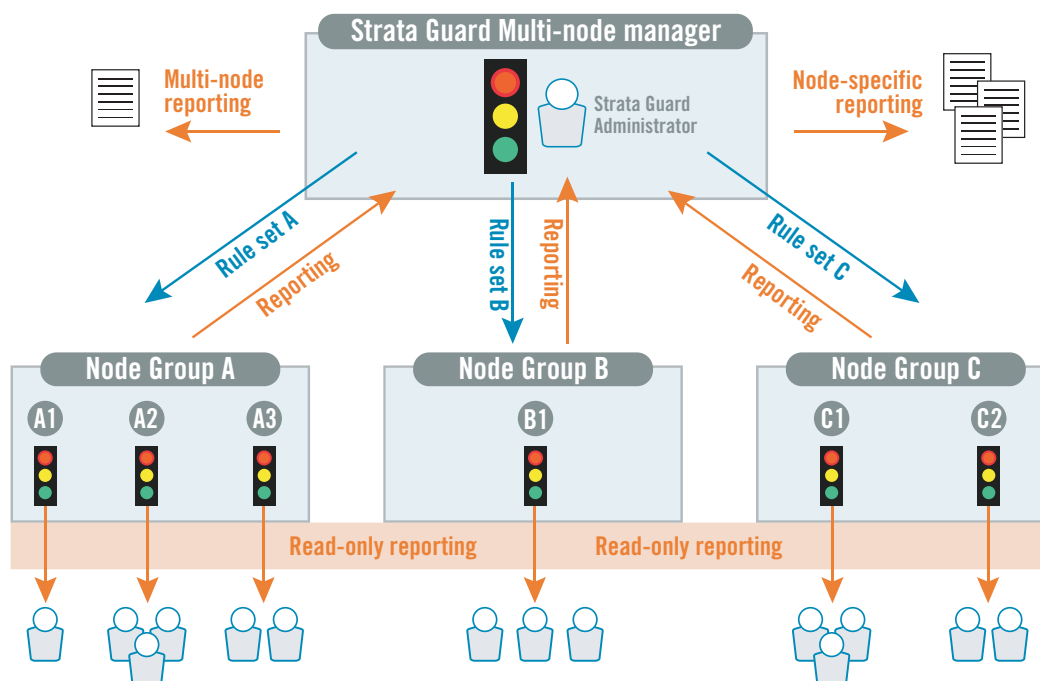 Strata Guard Multi-node manager
Multi-node
reporting
Strata Guard
Administrator
Node-specific
reporting
Rule set A
Reporting
Rule set B
Reporting
Rule set C
Reporting
Node Group A
Node Group B
Node Group C
A1
A2
A3
B1
C1
C2
Read-only reporting
Read-only reporting